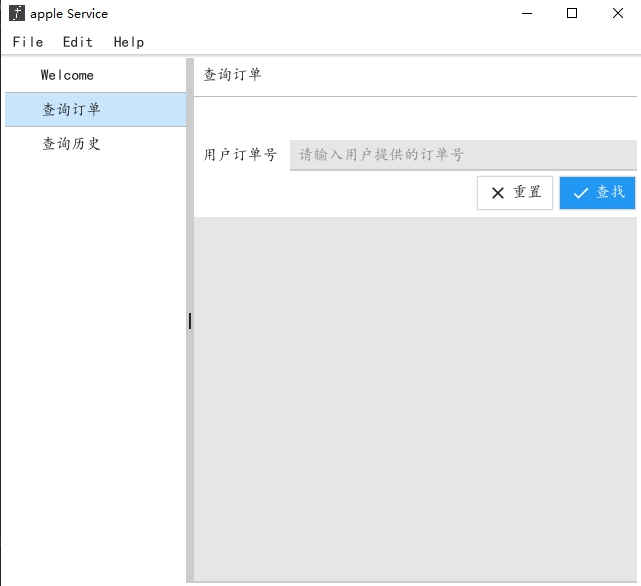 apple Service
File Edit Help
Welcome
查询订单
查询历史
查询订单
用户订单号 请输入用户提供的订单号
重置 查找